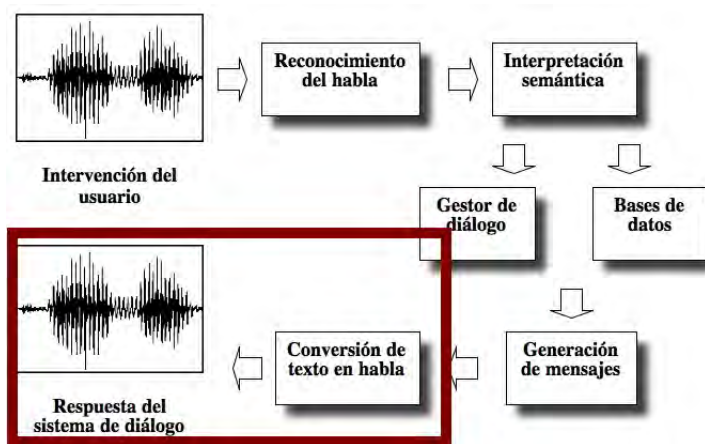 Reconocimiento
del habla
Interpretación
semántica
Intervención del
usuario
Gestor de
diálogo
Bases de
datos
Conversión de
texto en habla
Generación
de mensajes
Respuesta del
sistema de diálogo